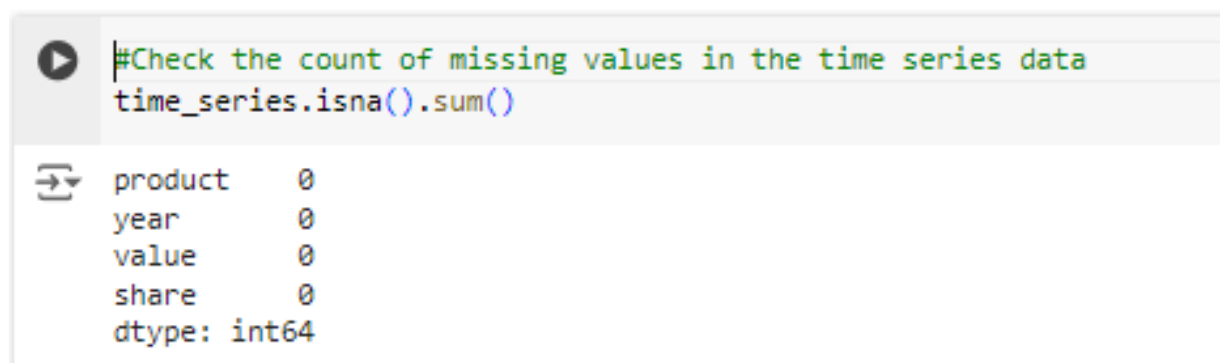 #Check the count of missing values in the time series data
time_series.isna().sum()
product    0
year       0
value      0
share      0
dtype: int64